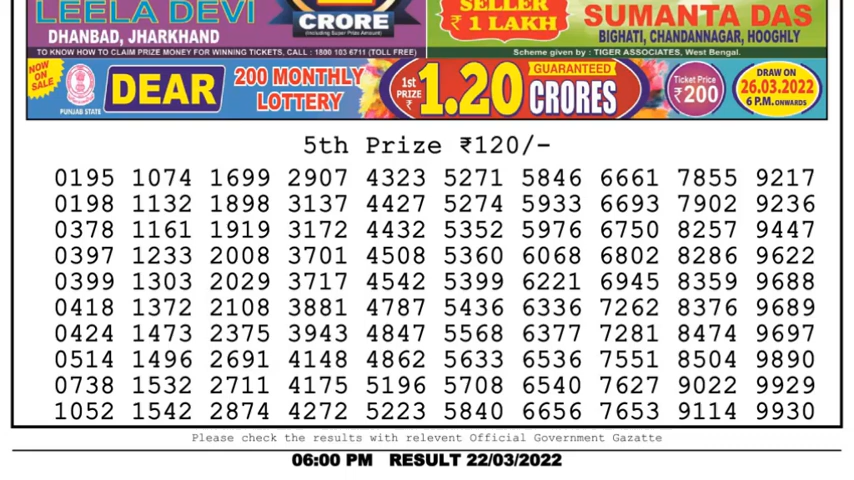 LEELA DEVI
DHANBAD, JHARKHAND
CRORE
(Including Super Prize Amount)
SELLER
₹ 1 LAKH
SUMANTA DAS
BIGHATI, CHANDANNAGAR, HOOGHLY
TO KNOW HOW TO CLAIM PRIZE MONEY FOR WINNING TICKETS, CALL : 1800 103 6711 (TOLL FREE)
Scheme given by : TIGER ASSOCIATES, West Bengal.
NOW ON SALE
PUNJAB STATE
DEAR
200 MONTHLY
LOTTERY
1st PRIZE ₹
1.20
GUARANTEED
CRORES
Ticket Price
₹200
DRAW ON
26.03.2022
6 P.M. ONWARDS
5th Prize ₹120/-
0195 1074 1699 2907 4323 5271 5846 6661 7855 9217
0198 1132 1898 3137 4427 5274 5933 6693 7902 9236
0378 1161 1919 3172 4432 5352 5976 6750 8257 9447
0397 1233 2008 3701 4508 5360 6068 6802 8286 9622
0399 1303 2029 3717 4542 5399 6221 6945 8359 9688
0418 1372 2108 3881 4787 5436 6336 7262 8376 9689
0424 1473 2375 3943 4847 5568 6377 7281 8474 9697
0514 1496 2691 4148 4862 5633 6536 7551 8504 9890
0738 1532 2711 4175 5196 5708 6540 7627 9022 9929
1052 1542 2874 4272 5223 5840 6656 7653 9114 9930
Please check the results with relevent Official Government Gazatte
06:00 PM RESULT 22/03/2022